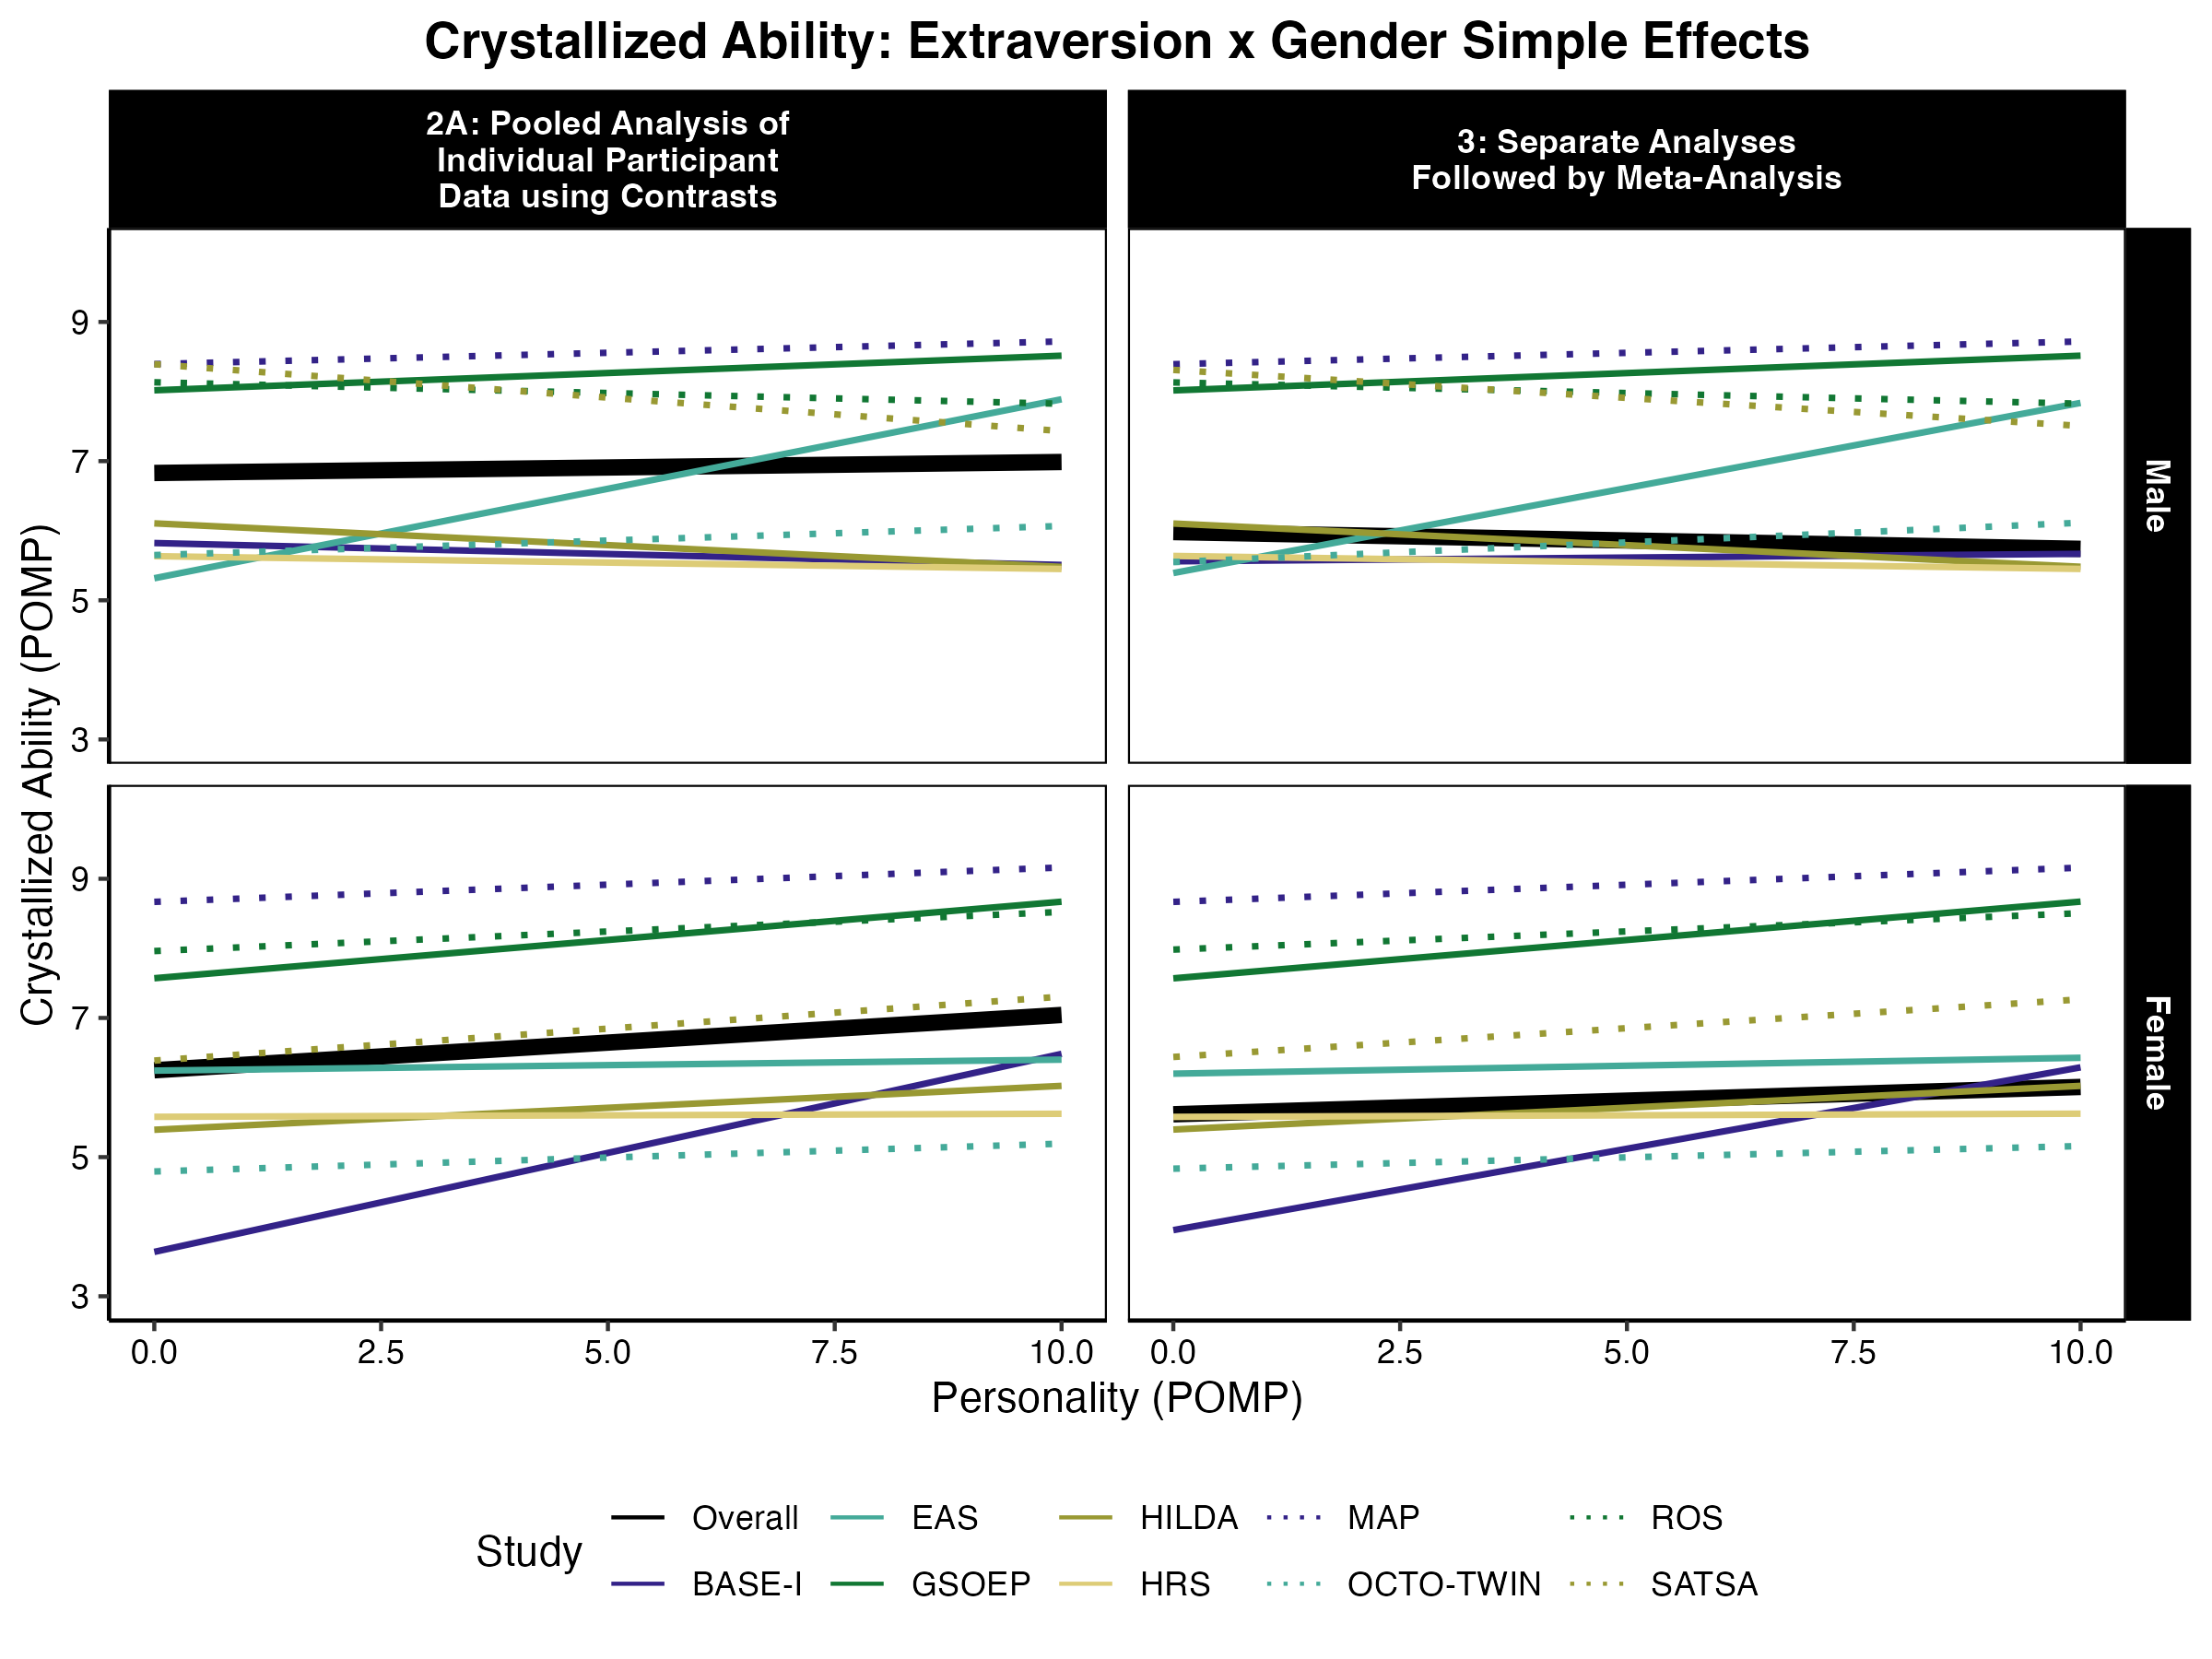 Crystallized Ability: Extraversion x Gender Simple Effects
2A: Pooled Analysis of
Individual Participant
Data using Contrasts
3: Separate Analyses
Followed by Meta-Analysis
Crystallized Ability (POMP)
9
7
5
3
Male
9
7
5
3
Female
0.0 2.5 5.0 7.5 10.0
0.0 2.5 5.0 7.5 10.0
Personality (POMP)
Study
Overall EAS HILDA MAP ROS
BASE-I GSOEP HRS OCTO-TWIN SATSA